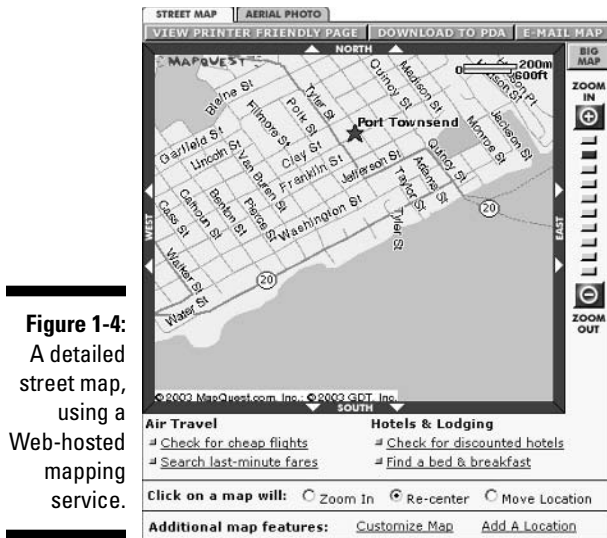 STREET MAP
AERIAL PHOTO
VIEW PRINTER FRIENDLY PAGE
DOWNLOAD TO PDA
E-MAIL MAP
NORTH
BIG
MAP
MAPQUEST
200m
600ft
0
ZOOM
IN
Blaine St
Tyler St
Quincy St
Madison St
Jackson St
Monroe St
Polk St
Fillmore St
Port Townsend
Garfield St
Lincoln St
Van Buren St
Clay St
Franklin St
Jefferson St
Quincy St
Adams St
Taylor St
Pierce St
Benton St
Calhoun St
Cass St
Washington St
Tyler St
20
WEST
EAST
Walker St
20
Water St
ZOOM
OUT
©2003 MapQuest.com, Inc.; ©2003 GDT, Inc.
SOUTH
Figure 1-4:
A detailed
street map,
using a
Web-hosted
mapping
service.
Air Travel
Hotels & Lodging
Check for cheap flights
Check for discounted hotels
Search last-minute fares
Find a bed & breakfast
Click on a map will: Zoom In Re-center Move Location
Additional map features: Customize Map Add A Location